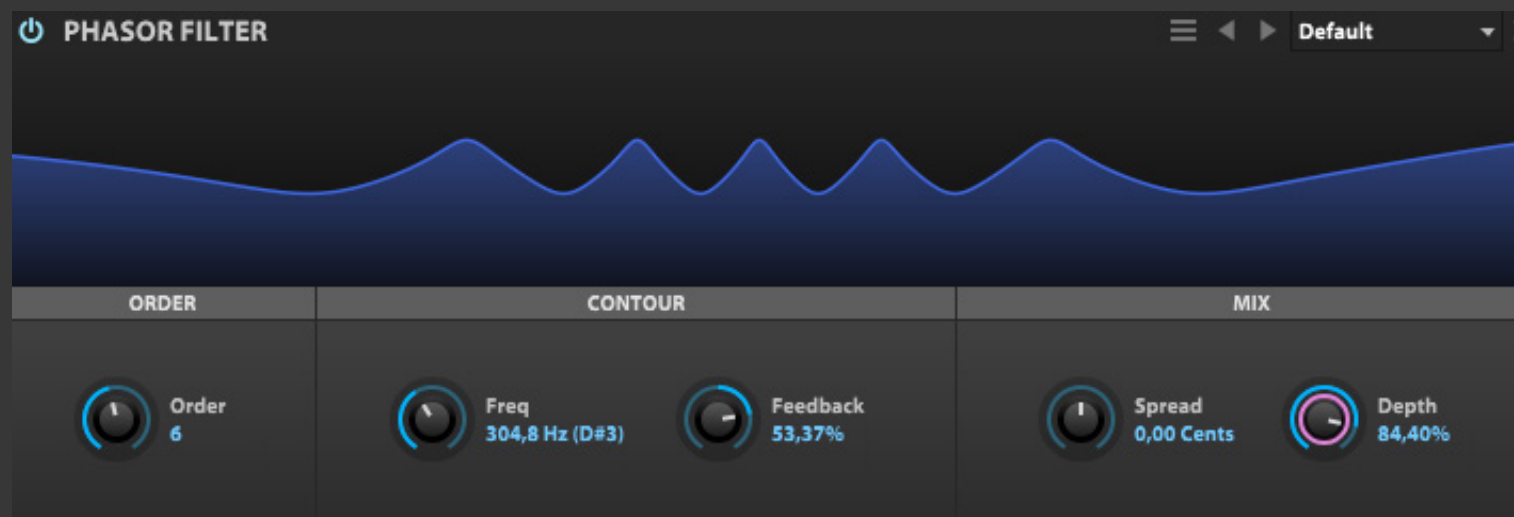 PHASOR FILTER
Default
ORDER
CONTOUR
MIX
Order
6
Freq
304,8 Hz (D#3)
Feedback
53,37%
Spread
0,00 Cents
Depth
84,40%